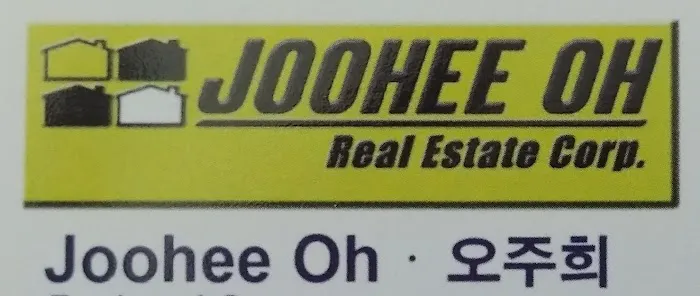 JOOHEE OH
Real Estate Corp.
Joohee Oh · 오주희